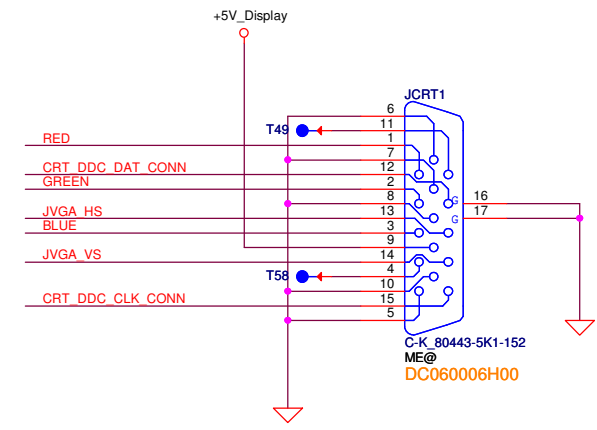 +5V_Display
JCRT1
6
T49
11
RED
1
7
CRT_DDC_DAT_CONN
12
GREEN
2
16
8
G
JVGA_HS
13
17
G
BLUE
3
9
JVGA_VS
14
T58
4
10
CRT_DDC_CLK_CONN
15
5
C-K_80443-5K1-152
ME@
DC060006H00